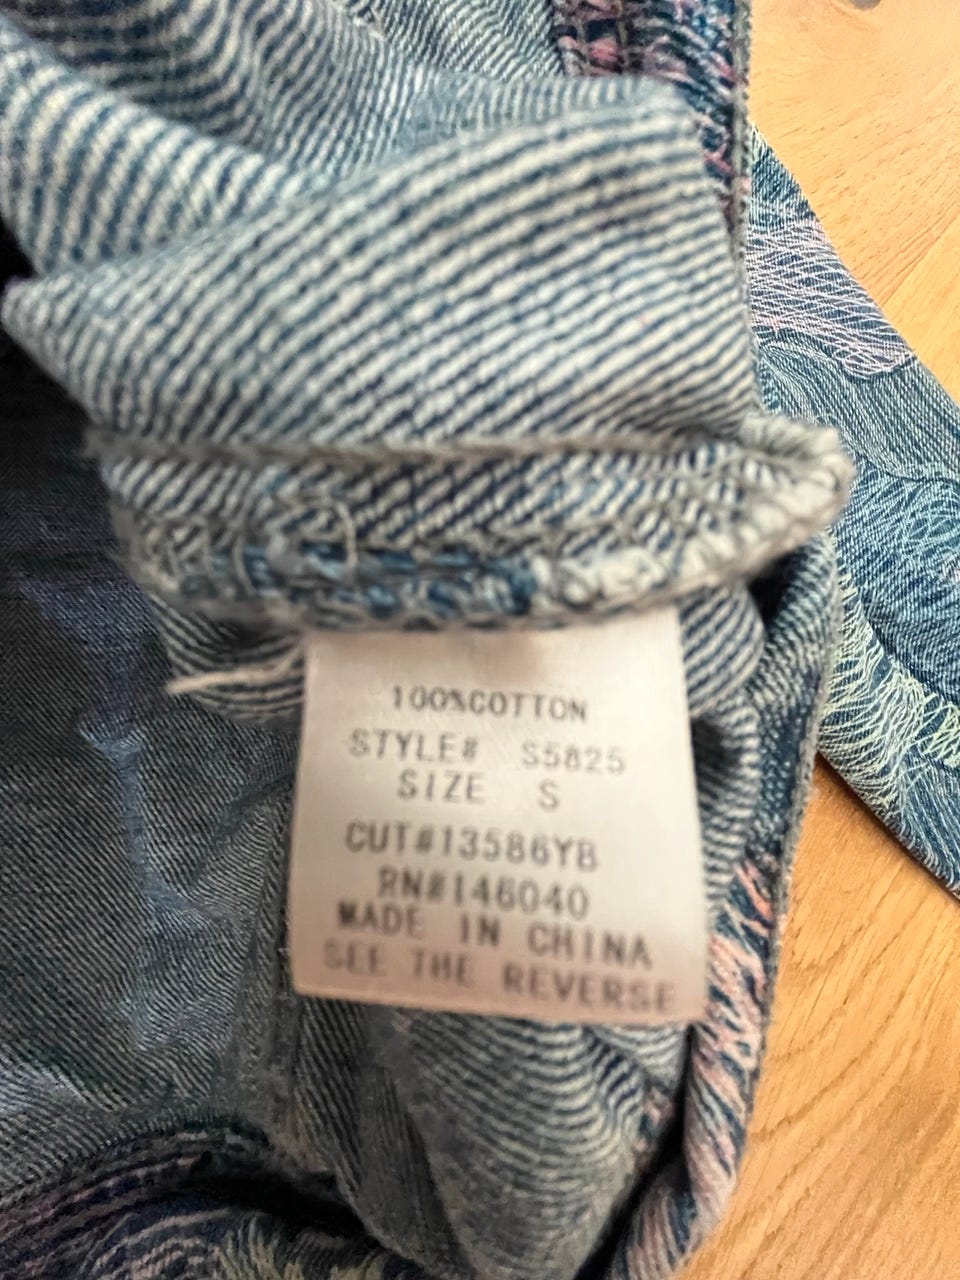 100%COTTON
STYLE# S5825
SIZE S
CUT#13586YB
RN#146040
MADE IN CHINA
SEE THE REVERSE